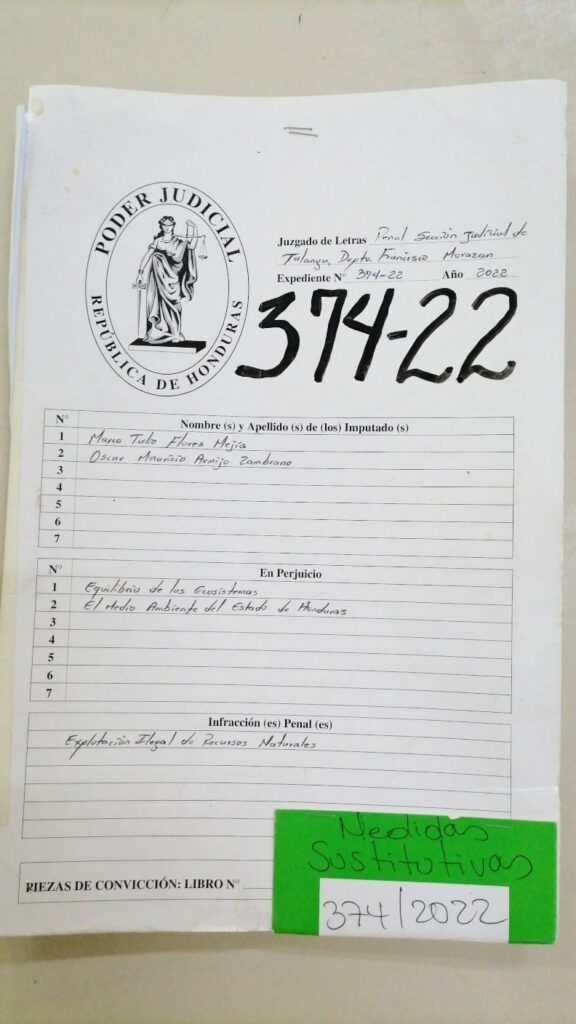 PODER JUDICIAL
REPÚBLICA DE HONDURAS
Juzgado de Letras Penal Sección Judicial de
Talanga, Depto. Francisco Morazan
Expediente N° 374-22 Año 2022
374-22
N° Nombre (s) y Apellido (s) de (los) Imputado (s)
1 Marco Tulio Flores Mejía
2 Oscar Mauricio Armijo Zambrano
3
4
5
6
7
N° En Perjuicio
1 Equilibrio de los Ecosistemas
2 El Medio Ambiente del Estado de Honduras
3
4
5
6
7
Infracción (es) Penal (es)
Explotación Ilegal de Recursos Naturales
Medidas
Sustitutivas
PIEZAS DE CONVICCIÓN: LIBRO N°
374/2022